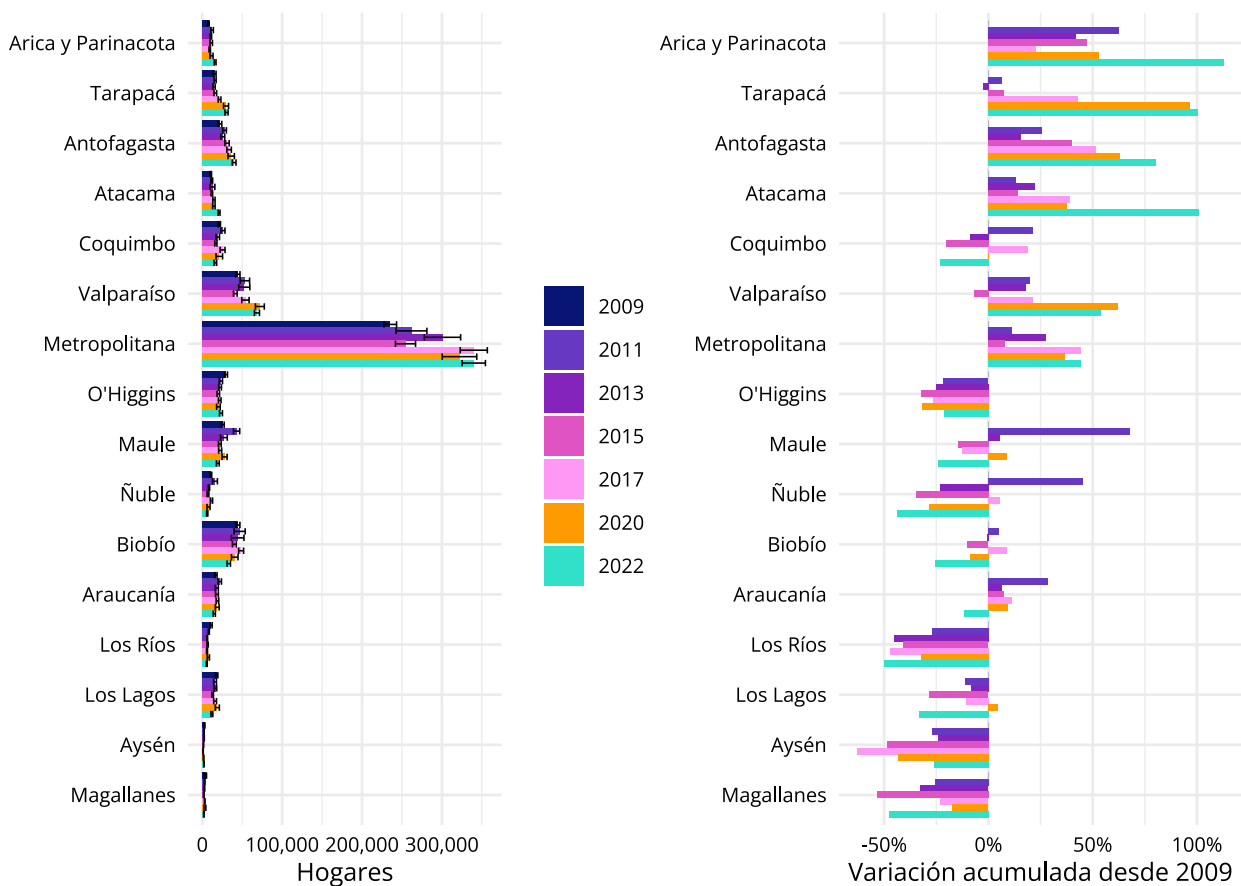 Arica y Parinacota
Tarapacá
Antofagasta
Atacama
Coquimbo
Valparaíso
Metropolitana
O'Higgins
Maule
Ñuble
Biobío
Araucanía
Los Ríos
Los Lagos
Aysén
Magallanes
0 100,000 200,000 300,000
Hogares
2009
2011
2013
2015
2017
2020
2022
Arica y Parinacota
Tarapacá
Antofagasta
Atacama
Coquimbo
Valparaíso
Metropolitana
O'Higgins
Maule
Ñuble
Biobío
Araucanía
Los Ríos
Los Lagos
Aysén
Magallanes
-50% 0% 50% 100%
Variación acumulada desde 2009